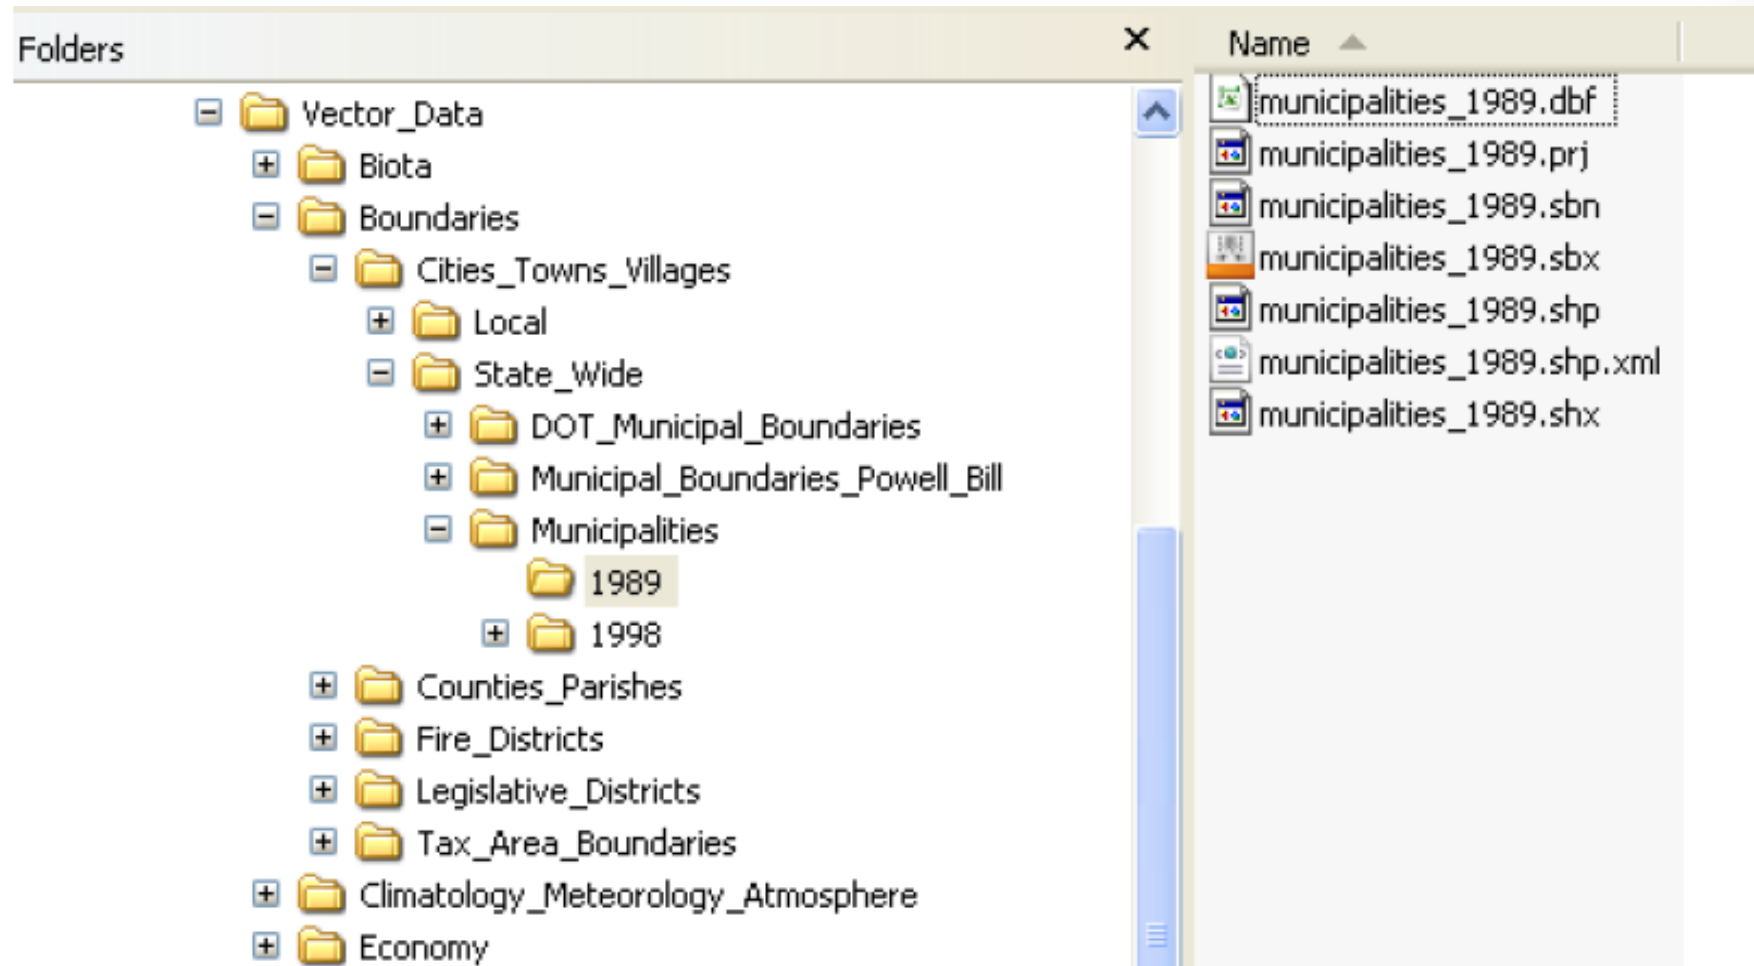 Folders
Vector_Data
Biota
Boundaries
Cities_Towns_Villages
Local
State_Wide
DOT_Municipal_Boundaries
Municipal_Boundaries_Powell_Bill
Municipalities
1989
1998
Counties_Parishes
Fire_Districts
Legislative_Districts
Tax_Area_Boundaries
Climatology_Meteorology_Atmosphere
Economy
Name
municipalities_1989.dbf
municipalities_1989.prj
municipalities_1989.sbn
municipalities_1989.sbx
municipalities_1989.shp
municipalities_1989.shp.xml
municipalities_1989.shx